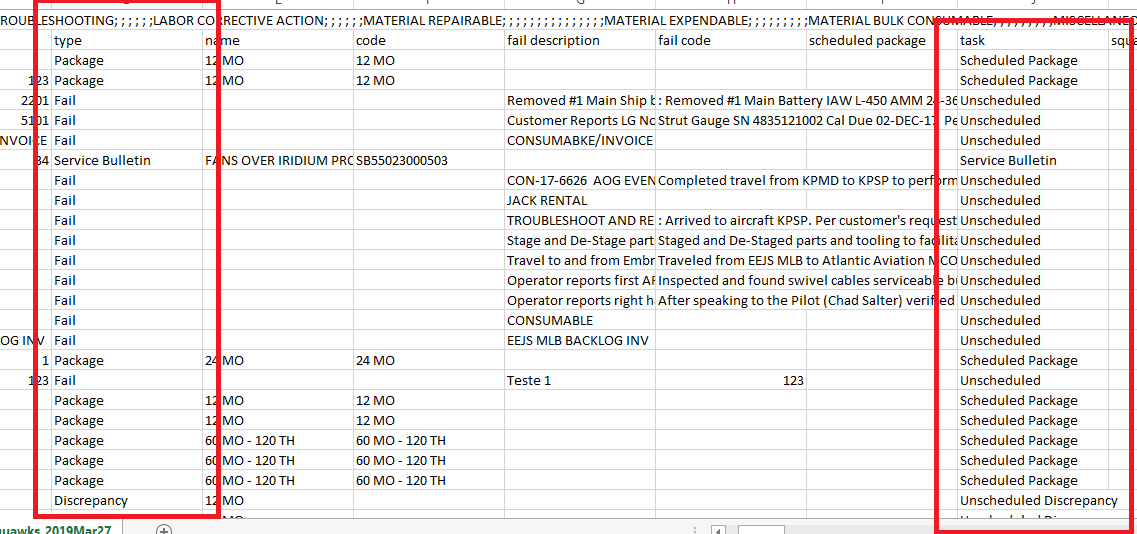 ROUBLESHOOTING; ; ; ; ; ;LABOR CORRECTIVE ACTION; ; ; ; ; ;MATERIAL REPAIRABLE; ; ; ; ; ; ; ; ; ; ; ; ; ; ;MATERIAL EXPENDABLE; ; ; ; ; ; ; ; ;MATERIAL BULK CONSUMABLE; ; ; ; ; ; ; ; ;MISCELLANEO
type name code fail description fail code scheduled package task squa
Package 12 MO 12 MO Scheduled Package
123 Package 12 MO 12 MO Scheduled Package
2201 Fail Removed #1 Main Ship b : Removed #1 Main Battery IAW L-450 AMM 24-36 Unscheduled
5101 Fail Customer Reports LG No Strut Gauge SN 4835121002 Cal Due 02-DEC-17 Pe Unscheduled
NVOICE Fail CONSUMABKE/INVOICE Unscheduled
34 Service Bulletin FANS OVER IRIDIUM PRO SB55023000503 Service Bulletin
Fail CON-17-6626 AOG EVEN Completed travel from KPMD to KPSP to perform Unscheduled
Fail JACK RENTAL Unscheduled
Fail TROUBLESHOOT AND RE : Arrived to aircraft KPSP. Per customer's request Unscheduled
Fail Stage and De-Stage part Staged and De-Staged parts and tooling to facilita Unscheduled
Fail Travel to and from Embr Traveled from EEJS MLB to Atlantic Aviation MCO Unscheduled
Fail Operator reports first AF Inspected and found swivel cables serviceable bu Unscheduled
Fail Operator reports right h After speaking to the Pilot (Chad Salter) verified Unscheduled
Fail CONSUMABLE Unscheduled
OG INV Fail EEJS MLB BACKLOG INV Unscheduled
1 Package 24 MO 24 MO Scheduled Package
123 Fail Teste 1 123 Unscheduled
Package 12 MO 12 MO Scheduled Package
Package 12 MO 12 MO Scheduled Package
Package 60 MO - 120 TH 60 MO - 120 TH Scheduled Package
Package 60 MO - 120 TH 60 MO - 120 TH Scheduled Package
Package 60 MO - 120 TH 60 MO - 120 TH Scheduled Package
Discrepancy 12 MO Unscheduled Discrepancy
quawks_2019Mar27